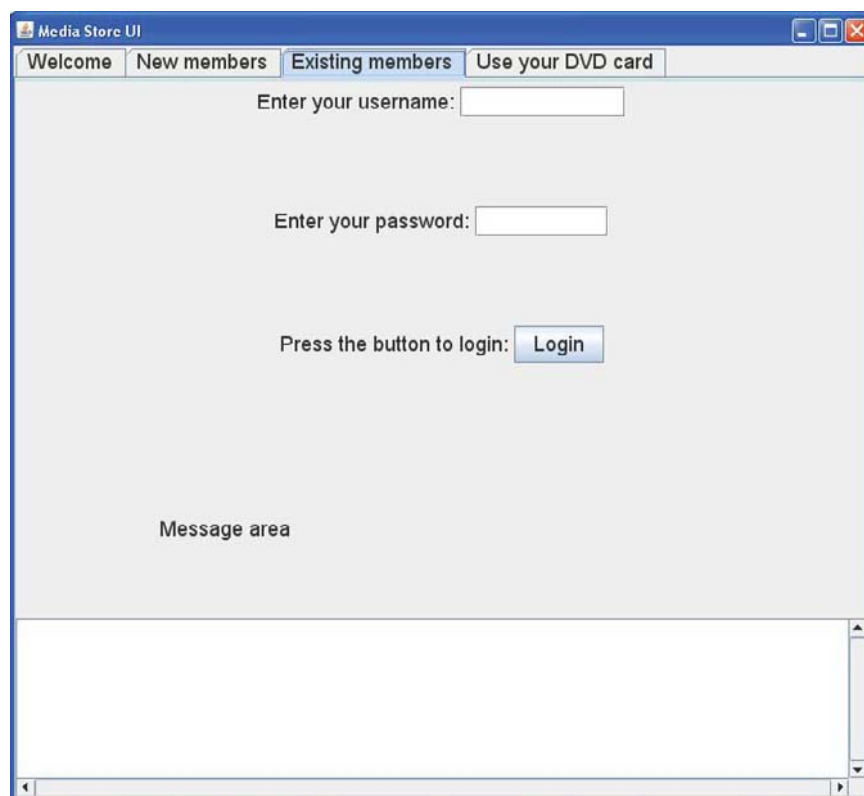 Media Store UI
Welcome New members Existing members Use your DVD card
Enter your username:
Enter your password:
Press the button to login: Login
Message area